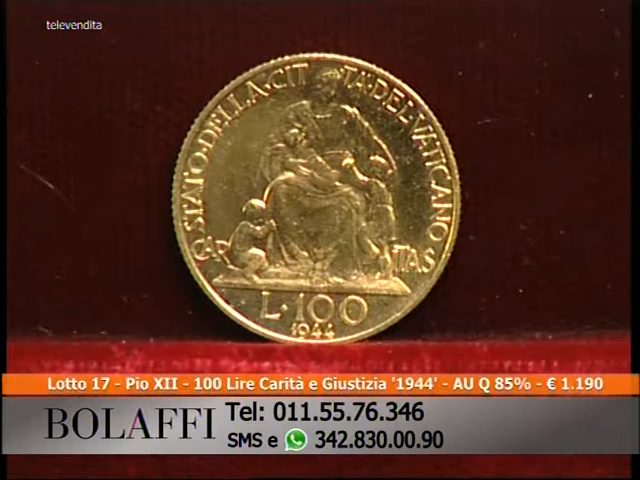 televendita
STATO·DELLA·CITTA'·DEL·VATICANO
CARITAS
L·100
1944
Lotto 17 - Pio XII - 100 Lire Carità e Giustizia '1944' - AU Q 85% - € 1.190
BOLAFFI
Tel: 011.55.76.346
SMS e 342.830.00.90